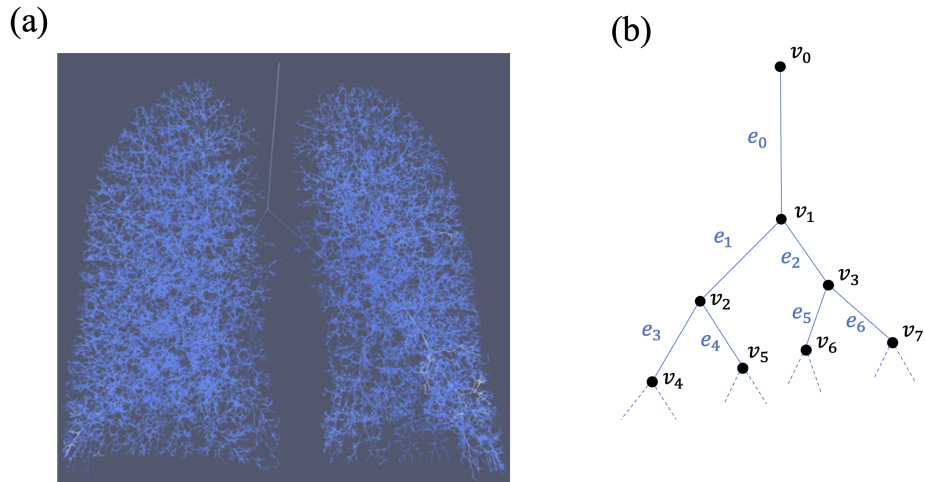 (a)
(b)
v₀
e₀
v₁
e₁
e₂
v₃
v₂
e₅
e₆
e₃
e₄
v₆
v₇
v₅
v₄